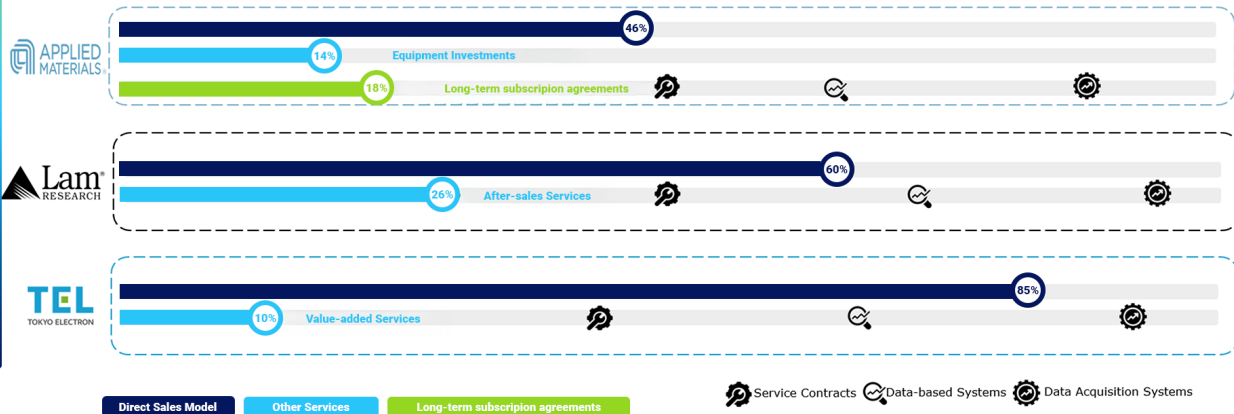 46%
APPLIED
MATERIALS
14%
Equipment Investments
18%
Long-term subscripion agreements
60%
Lam
RESEARCH
26%
After-sales Services
85%
TEL
TOKYO ELECTRON
10%
Value-added Services
Service Contracts Data-based Systems Data Acquisition Systems
Direct Sales Model Other Services Long-term subscripion agreements